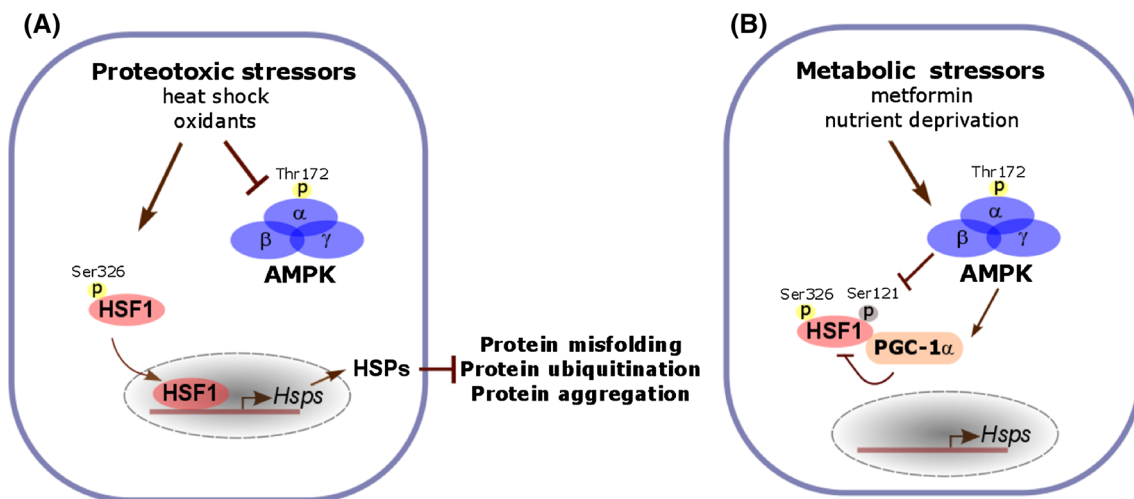 (A)
Proteotoxic stressors
heat shock
oxidants
Thr172
p
α
β
γ
AMPK
Ser326
p
HSF1
HSF1
Hsps
HSPs
Protein misfolding
Protein ubiquitination
Protein aggregation
(B)
Metabolic stressors
metformin
nutrient deprivation
Thr172
p
α
β
γ
AMPK
Ser326
Ser121
p
p
HSF1
PGC-1α
Hsps